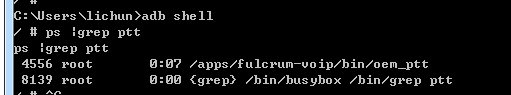 / #
C:\Users\lichun>adb shell
/ # ps |grep ptt
ps |grep ptt
 4556 root      0:07 /apps/fulcrum-voip/bin/oem_ptt
 8139 root      0:00 {grep} /bin/busybox /bin/grep ptt
/ # ^C